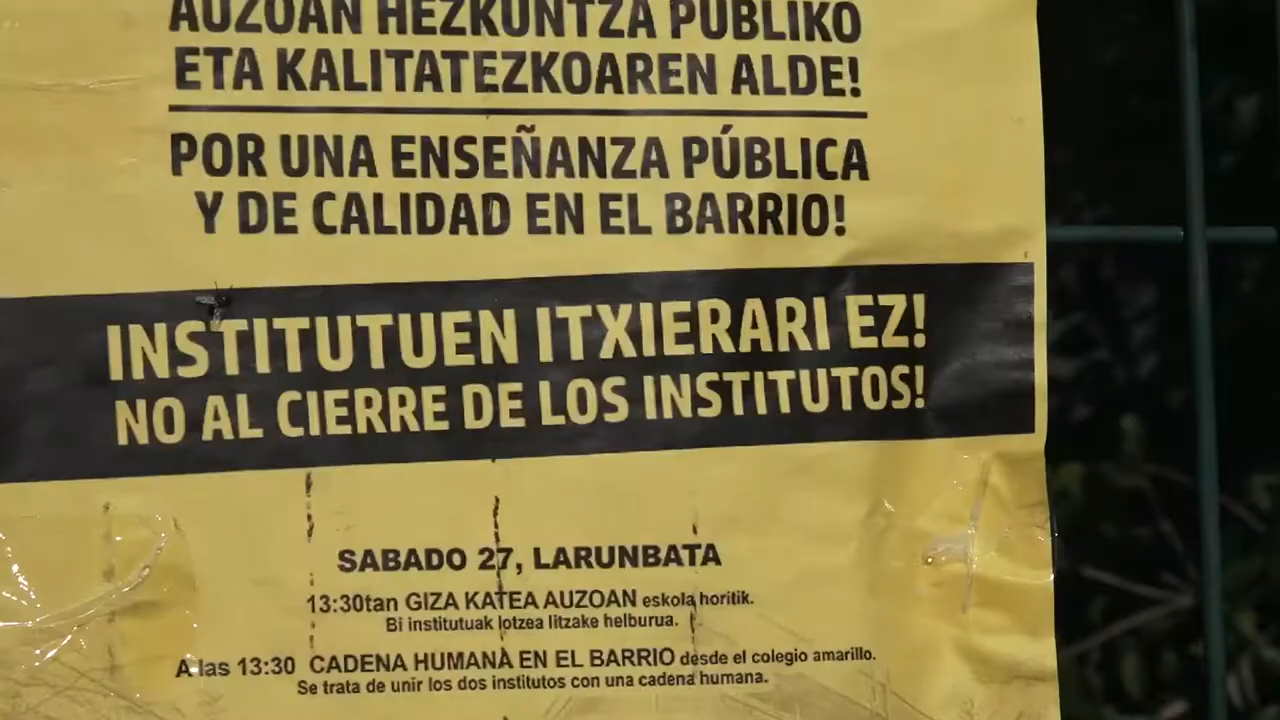 AUZOAN HEZKUNTZA PUBLIKO
ETA KALITATEZKOAREN ALDE!
POR UNA ENSEÑANZA PÚBLICA
Y DE CALIDAD EN EL BARRIO!
INSTITUTUEN ITXIERARI EZ!
NO AL CIERRE DE LOS INSTITUTOS!
SABADO 27, LARUNBATA
13:30tan GIZA KATEA AUZOAN eskola horitik.
Bi institutuak lotzea litzake helburua.
A las 13:30 CADENA HUMANA EN EL BARRIO desde el colegio amarillo.
Se trata de unir los dos institutos con una cadena humana.